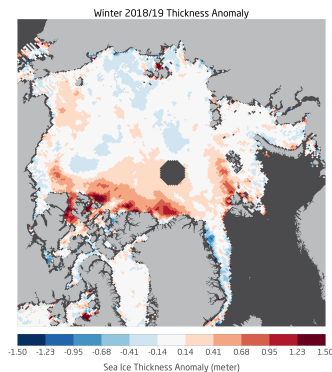 Winter 2018/19 Thickness Anomaly
-1.50 -1.23 -0.95 -0.68 -0.41 -0.14 0.14 0.41 0.68 0.95 1.23 1.50
Sea Ice Thickness Anomaly (meter)